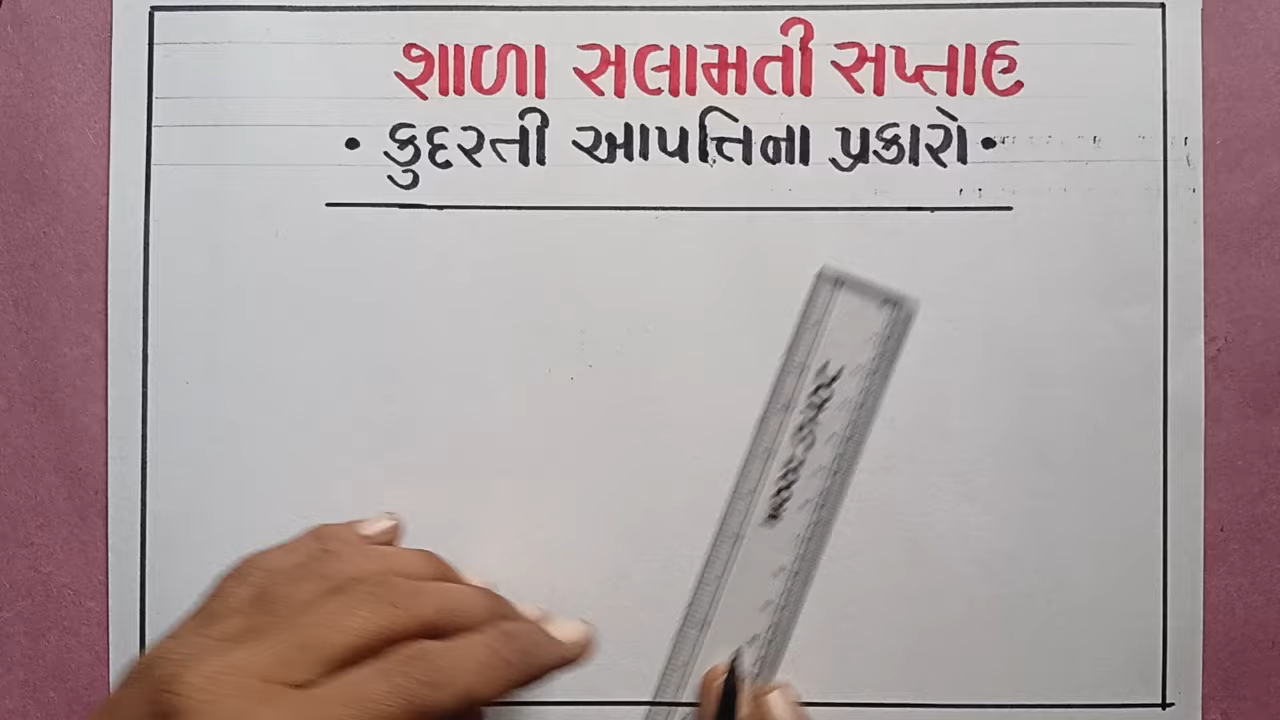 શાળા સલામતી સપ્તાહ
• કુદરતી આપત્તિના પ્રકારો •